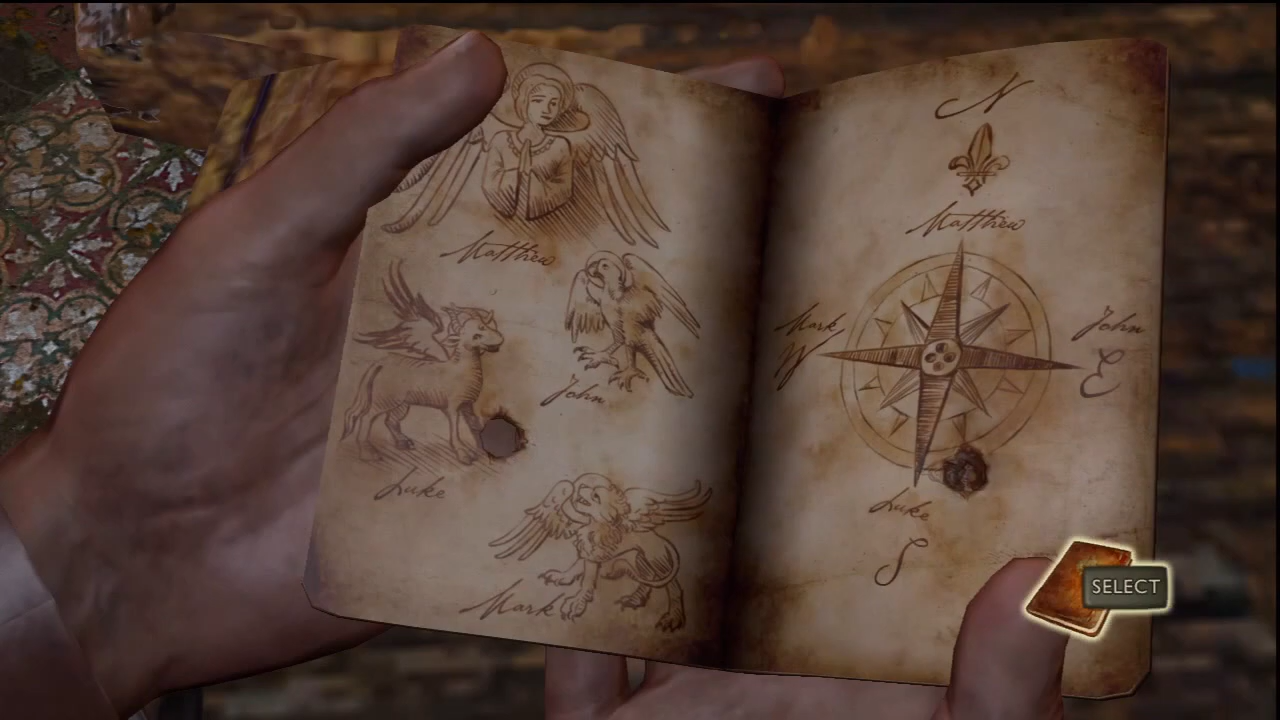 Matthew
John
Luke
Mark
N
Matthew
Mark
W
John
E
Luke
S
SELECT